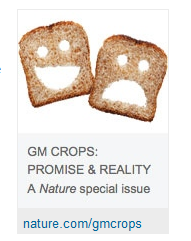 GM CROPS:
PROMISE & REALITY
A Nature special issue
nature.com/gmcrops